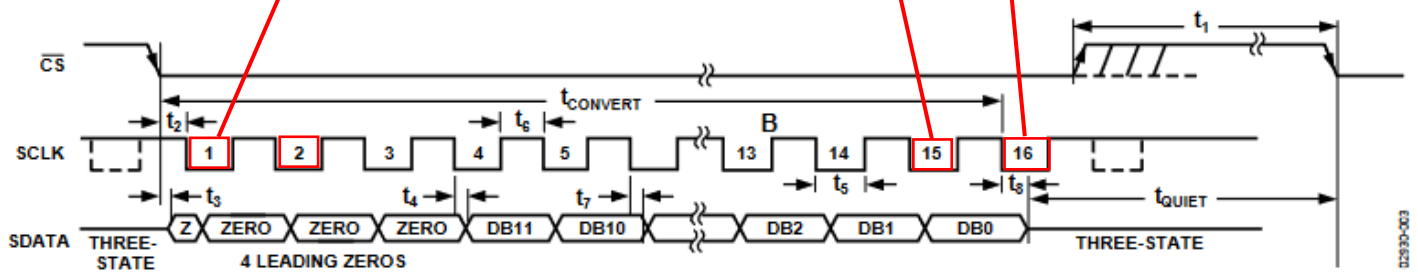 t1
CS
tCONVERT
t2
t6
B
SCLK
1
2
3
4
5
13
14
15
16
t3
t4
t7
t5
t8
tQUIET
SDATA
THREE-
STATE
Z
ZERO
ZERO
ZERO
DB11
DB10
DB2
DB1
DB0
THREE-STATE
4 LEADING ZEROS
02930-003